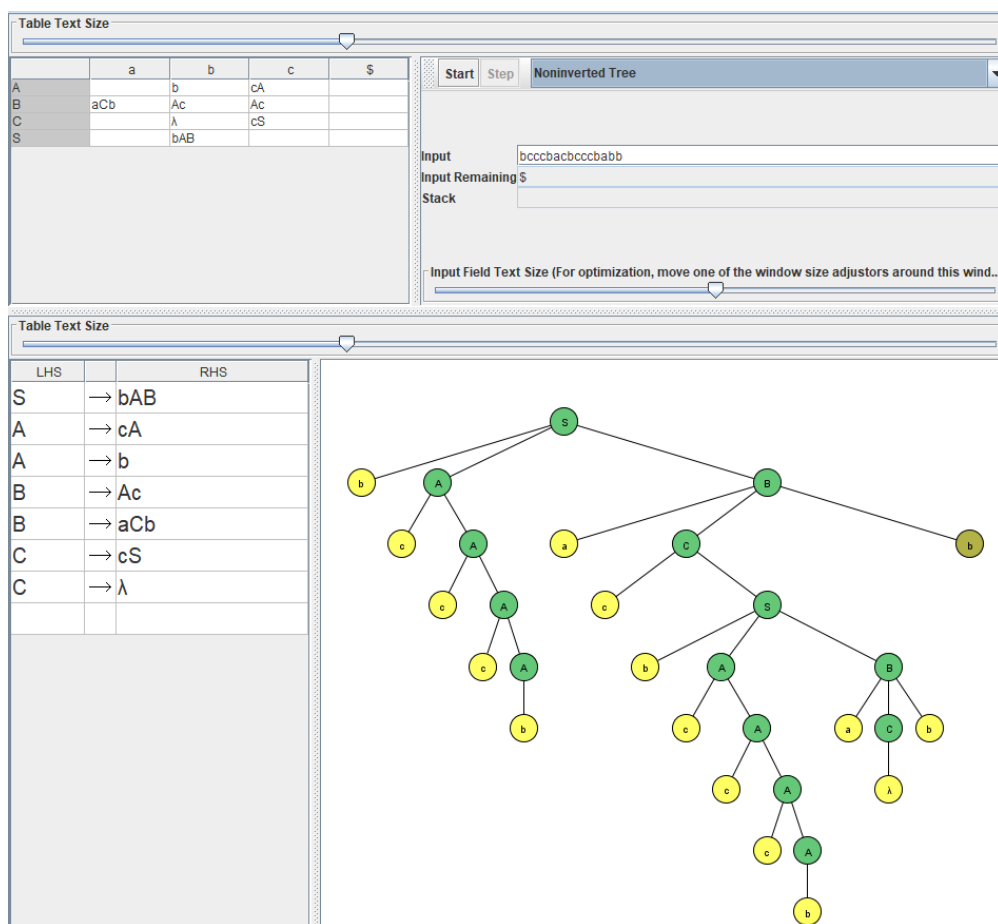 Table Text Size
a b c $
A b cA
B aCb Ac Ac
C λ cS
S bAB
Start Step Noninverted Tree
Input bcccbacbcccbabb
Input Remaining $
Stack
Input Field Text Size (For optimization, move one of the window size adjustors around this wind...
Table Text Size
LHS RHS
S → bAB
A → cA
A → b
B → Ac
B → aCb
C → cS
C → λ
S
b A B
c A a C b
c A c S
c A b A B
b c A a C b
c A λ
c A
b